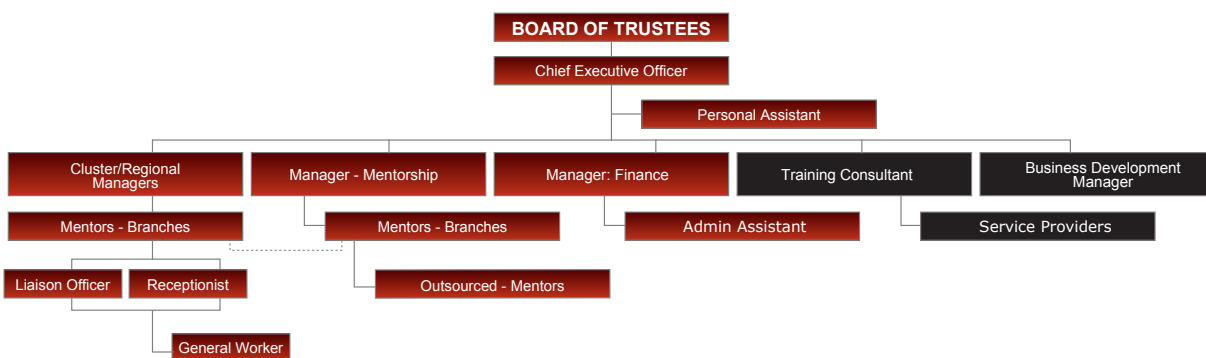 BOARD OF TRUSTEES
Chief Executive Officer
Personal Assistant
Cluster/Regional
Managers
Manager - Mentorship
Manager: Finance
Training Consultant
Business Development
Manager
Mentors - Branches
Mentors - Branches
Admin Assistant
Service Providers
Liaison Officer
Receptionist
Outsourced - Mentors
General Worker